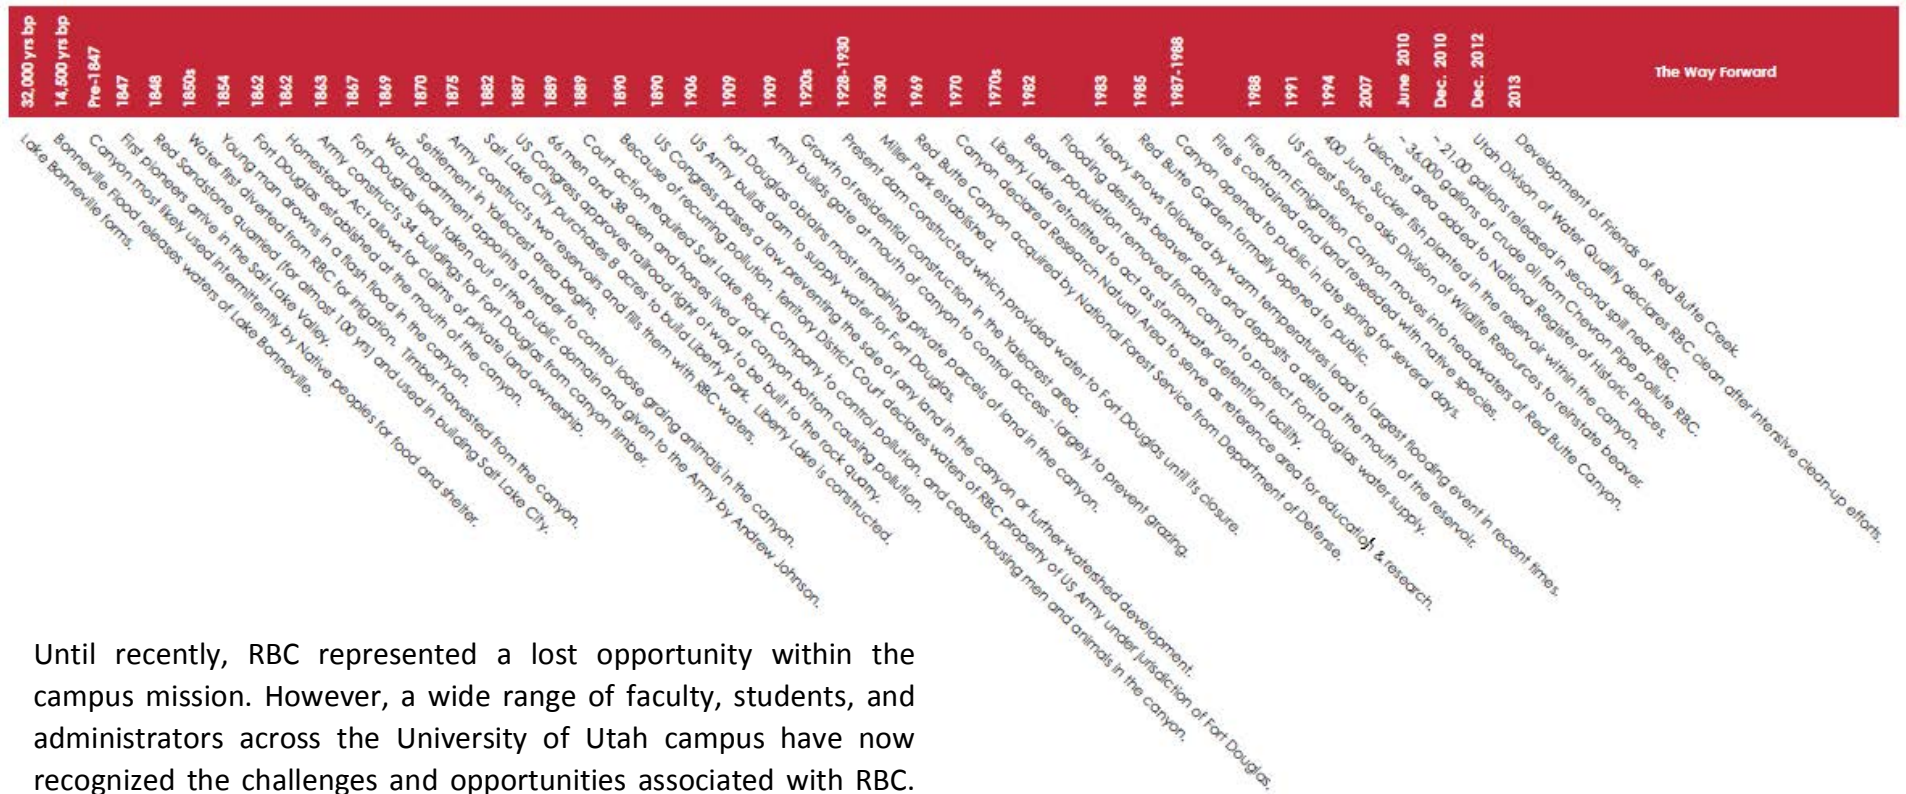 32,000 yrs bp
14,500 yrs bp
Pre-1847
1847
1848
1850s
1854
1862
1862
1863
1867
1869
1870
1875
1882
1887
1889
1889
1890
1890
1906
1909
1909
1920s
1928-1930
1930
1969
1970
1970s
1982
1983
1985
1987-1988
1988
1991
1994
2007
June 2010
Dec. 2010
Dec. 2012
2013
The Way Forward
Lake Bonneville forms.
Bonneville Flood releases waters of Lake Bonneville.
Canyon most likely used intermittently by Native peoples for food and shelter.
First pioneers arrive in the Salt Lake Valley.
Red Sandstone quarried (for almost 100 yrs) and used in building Salt Lake City.
Water first diverted from RBC for irrigation. Timber harvested from the canyon.
Young man drowns in a flash flood in the canyon.
Fort Douglas established at the mouth of the canyon.
Homestead Act allows for claims of private land ownership.
Army constructs 34 buildings for Fort Douglas from canyon timber.
Fort Douglas land taken out of the public domain and given to the Army by Andrew Johnson.
War Department appoints a herder to control loose graing animals in the canyon.
Settlement in Yalecrest area begins.
Army constructs two reservoirs and fills them with RBC waters.
Salt Lake City purchases 8 acres to build Liberty Park. Liberty Lake is constructed.
US Congress approves railroad right of way to be built to the rock quarry.
66 men and 38 oxen and horses lived at canyon bottom causing pollution.
Court action required Salt Lake Rock Company to control pollution, and cease housing men and animals in the canyon.
Because of recurring pollution, Territory District Court declares waters of RBC property of US Army under jurisdiction of Fort Douglas.
US Congress passes a law preventing the sale of any land in the canyon or further watershed development.
US Army builds dam to supply water for Fort Douglas.
Fort Douglas obtains most remaining private parcels of land in the canyon.
Army builds gate at mouth of canyon to control access - largely to prevent grazing.
Growth of residential construction in the Yalecrest area.
Present dam constructed which provided water to Fort Douglas until its closure.
Miller Park established.
Red Butte Canyon acquired by National Forest Service from Department of Defense.
Canyon declared Research Natural Area to serve as reference area for education & research.
Liberty Lake retrofitted to act as stormwater detention facility.
Beaver population removed from canyon to protect Fort Douglas water supply.
Flooding destroys beaver dams and deposits a delta at the mouth of the reservoir.
Heavy snows followed by warm temperatures lead to largest flooding event in recent times.
Red Butte Garden formally opened to public.
Canyon opened to public in late spring for several days.
Fire is contained and land reseeded with native species.
Fire from Emigration Canyon moves into headwaters of Red Butte Canyon.
US Forest Service asks Division of Wildlife Resources to reinstate beaver.
400 June Sucker fish planted in the reservoir within the canyon.
Yalecrest area added to National Register of Historic Places.
~ 36,000 gallons of crude oil from Chevron Pipe pollute RBC.
~ 21,000 gallons released in second spill near RBC.
Utah Divison of Water Quality declares RBC clean after intensive clean-up efforts.
Development of Friends of Red Butte Creek.
Until recently, RBC represented a lost opportunity within the
campus mission. However, a wide range of faculty, students, and
administrators across the University of Utah campus have now
recognized the challenges and opportunities associated with RBC.